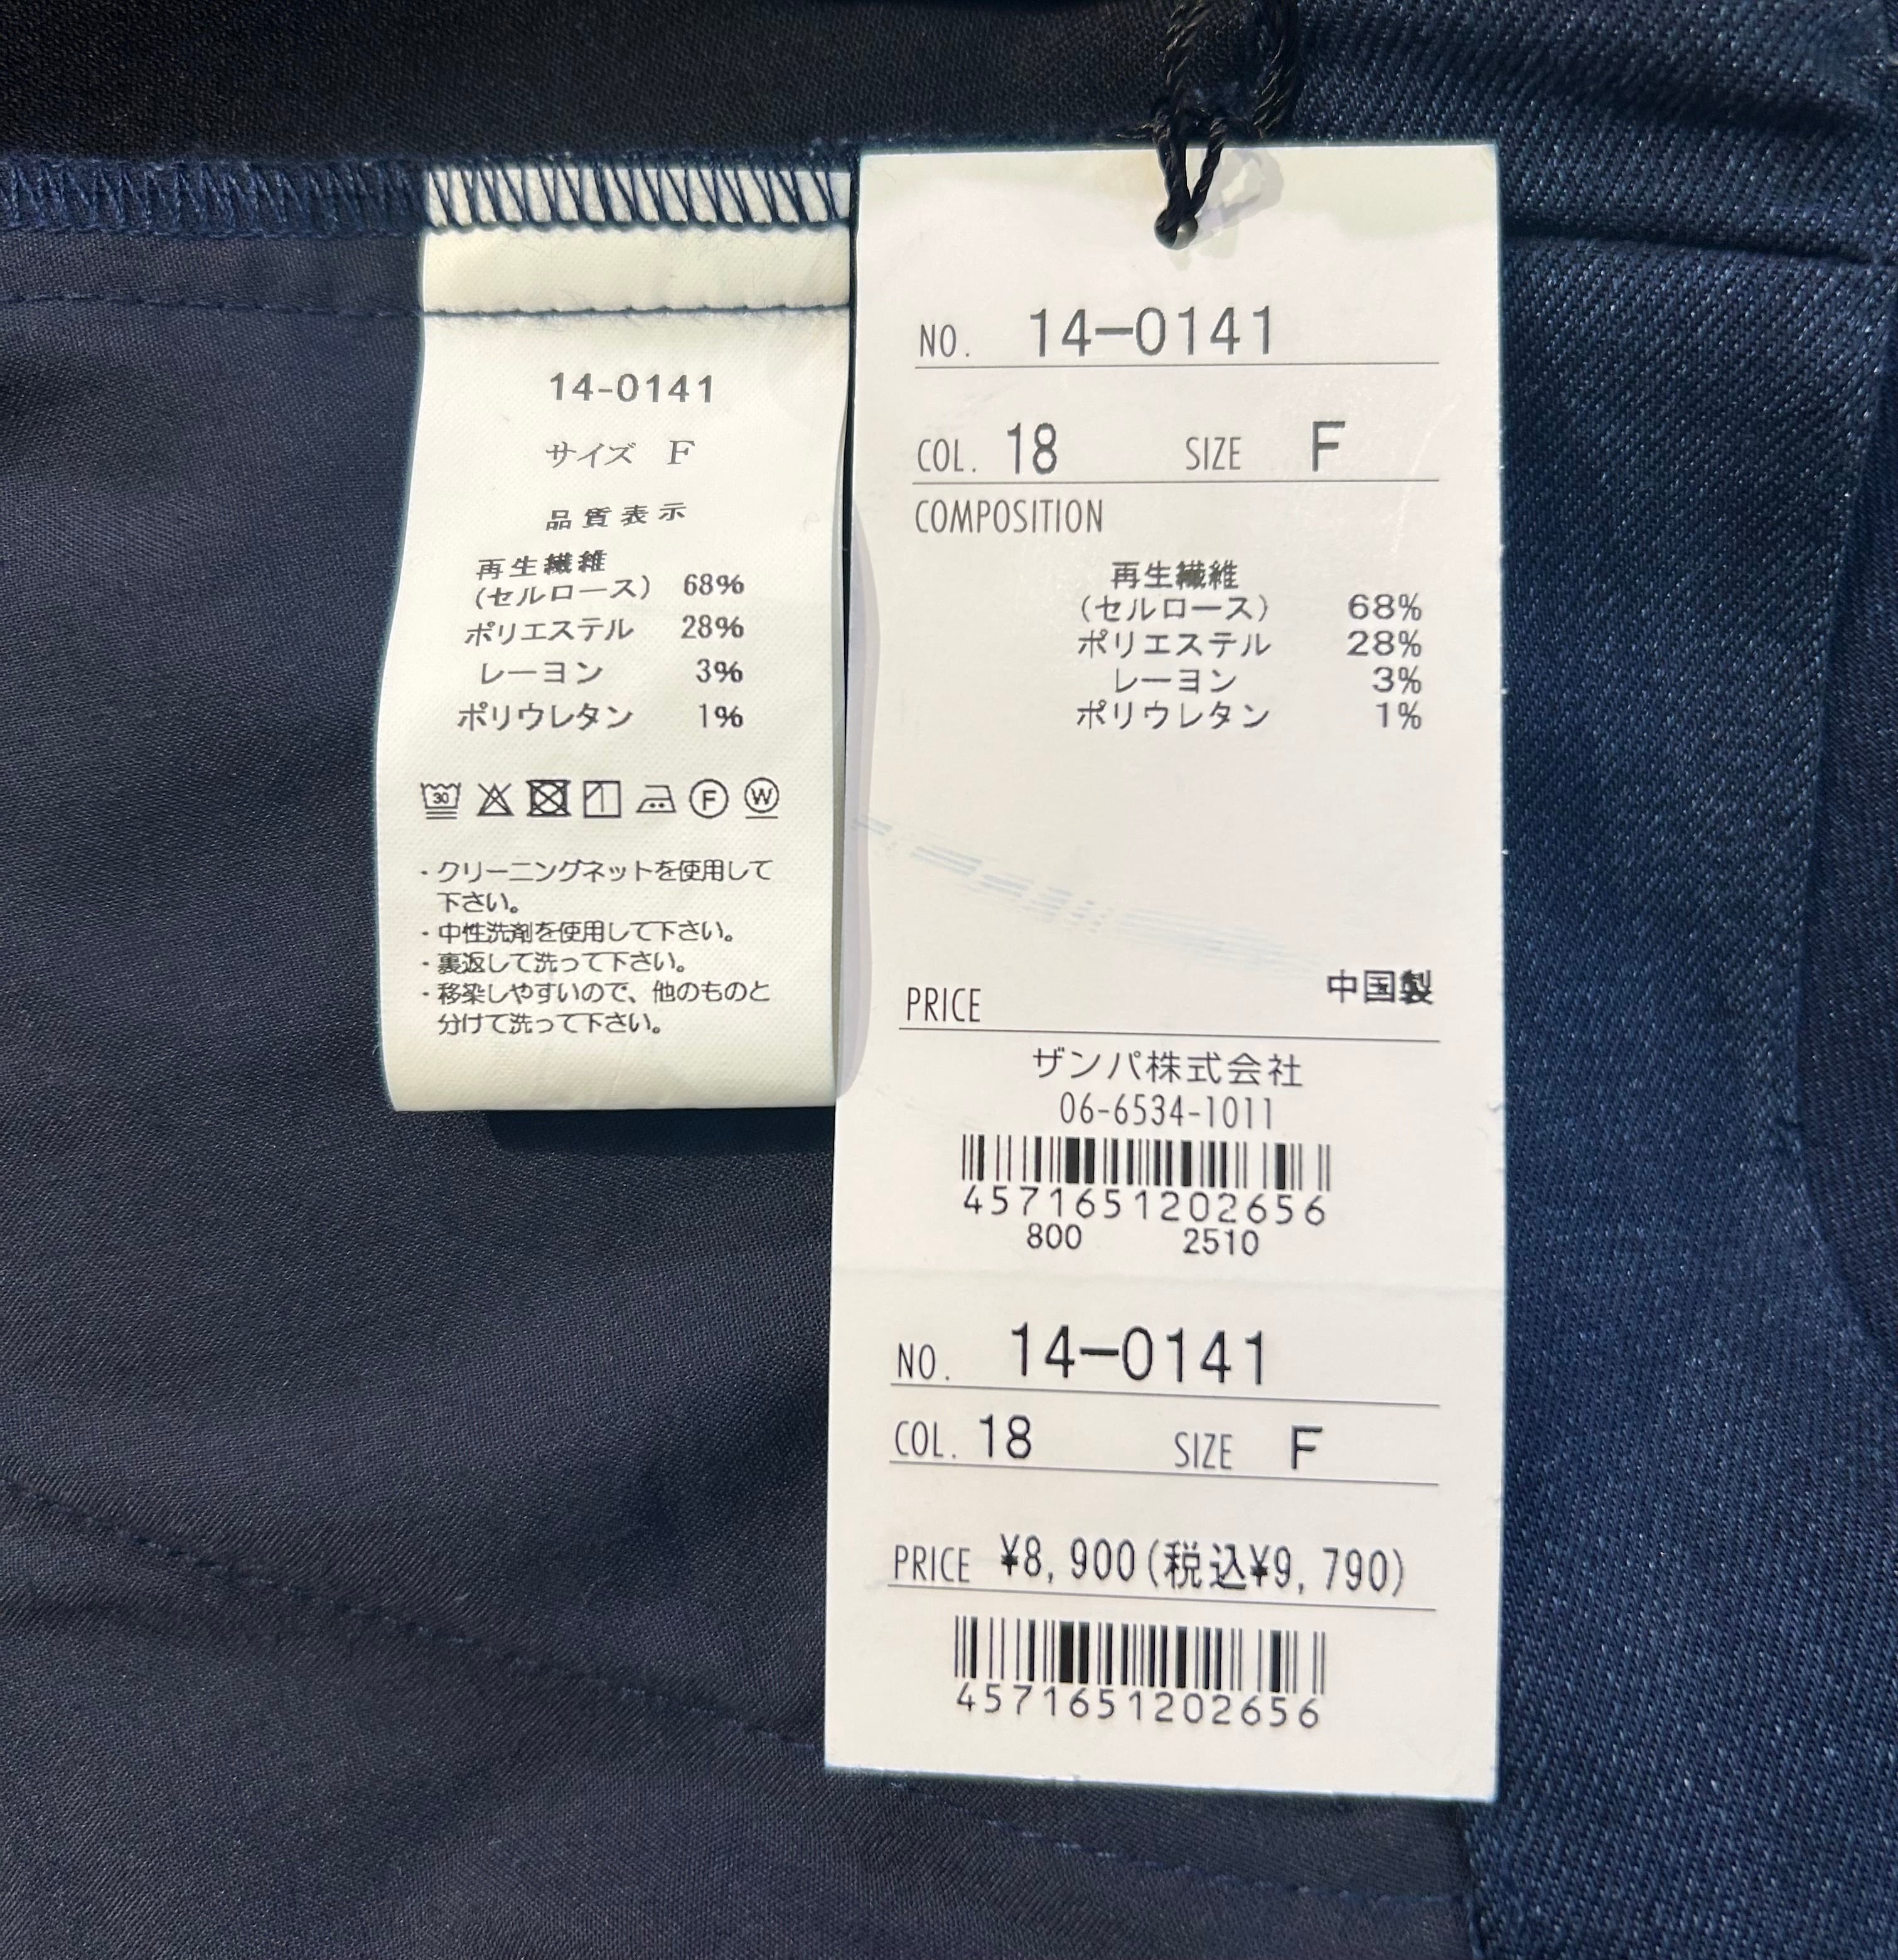 14-0141
サイズ F
品質表示
再生繊維
(セルロース) 68%
ポリエステル 28%
レーヨン 3%
ポリウレタン 1%
30 F W
・クリーニングネットを使用して
下さい。
・中性洗剤を使用して下さい。
・裏返して洗って下さい。
・移染しやすいので、他のものと
分けて洗って下さい。
NO. 14-0141
COL. 18 SIZE F
COMPOSITION
再生繊維
(セルロース) 68%
ポリエステル 28%
レーヨン 3%
ポリウレタン 1%
中国製
PRICE
ザンパ株式会社
06-6534-1011
4571651202656
800 2510
NO. 14-0141
COL. 18 SIZE F
PRICE ¥8,900(税込¥9,790)
4571651202656